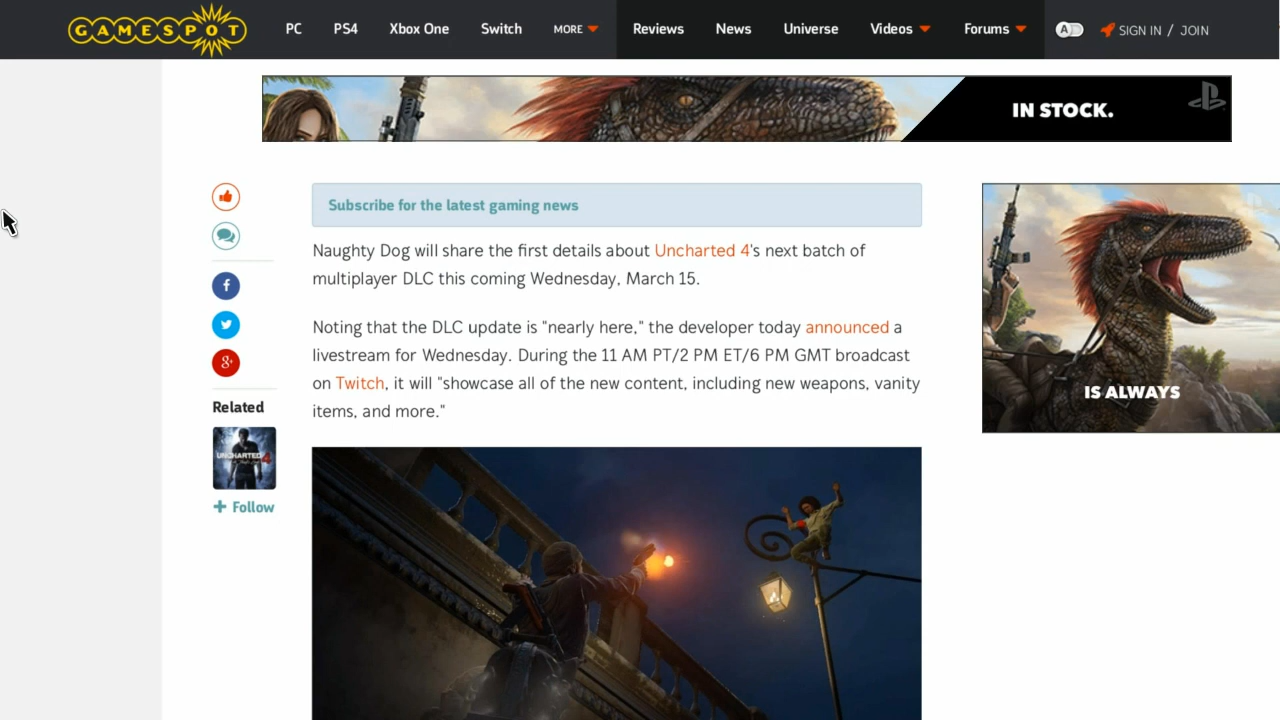 GAMESPOT
PC PS4 Xbox One Switch MORE Reviews News Universe Videos Forums A SIGN IN / JOIN
IN STOCK.
Subscribe for the latest gaming news
Naughty Dog will share the first details about Uncharted 4's next batch of
multiplayer DLC this coming Wednesday, March 15.
Noting that the DLC update is "nearly here," the developer today announced a
livestream for Wednesday. During the 11 AM PT/2 PM ET/6 PM GMT broadcast
on Twitch, it will "showcase all of the new content, including new weapons, vanity
items, and more."
f
g+
Related
UNCHARTED 4
+ Follow
IS ALWAYS